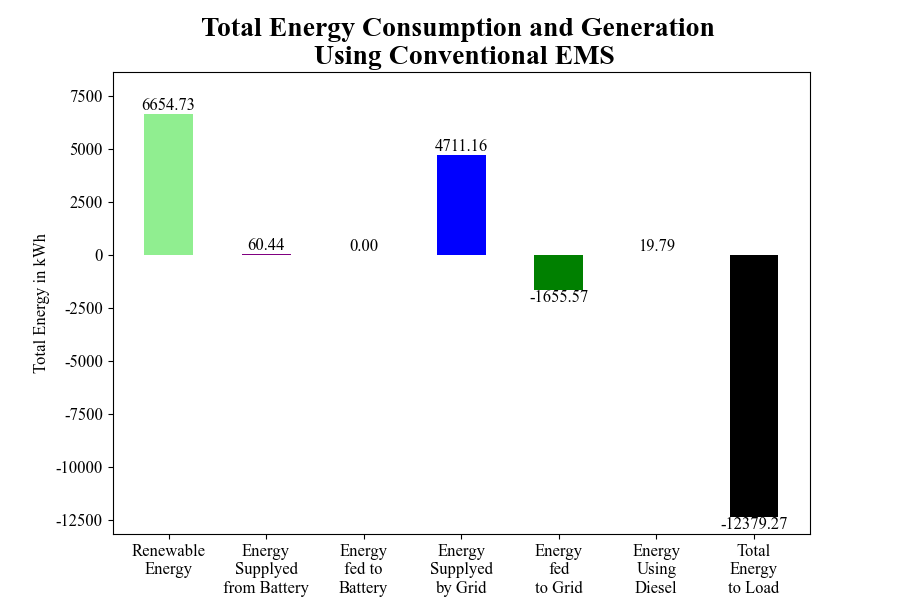 Total Energy Consumption and Generation
Using Conventional EMS
Total Energy in kWh
7500
5000
2500
0
-2500
-5000
-7500
-10000
-12500
6654.73
60.44
0.00
4711.16
-1655.57
19.79
-12379.27
Renewable
Energy
Energy
Supplyed
from Battery
Energy
fed to
Battery
Energy
Supplyed
by Grid
Energy
fed
to Grid
Energy
Using
Diesel
Total
Energy
to Load